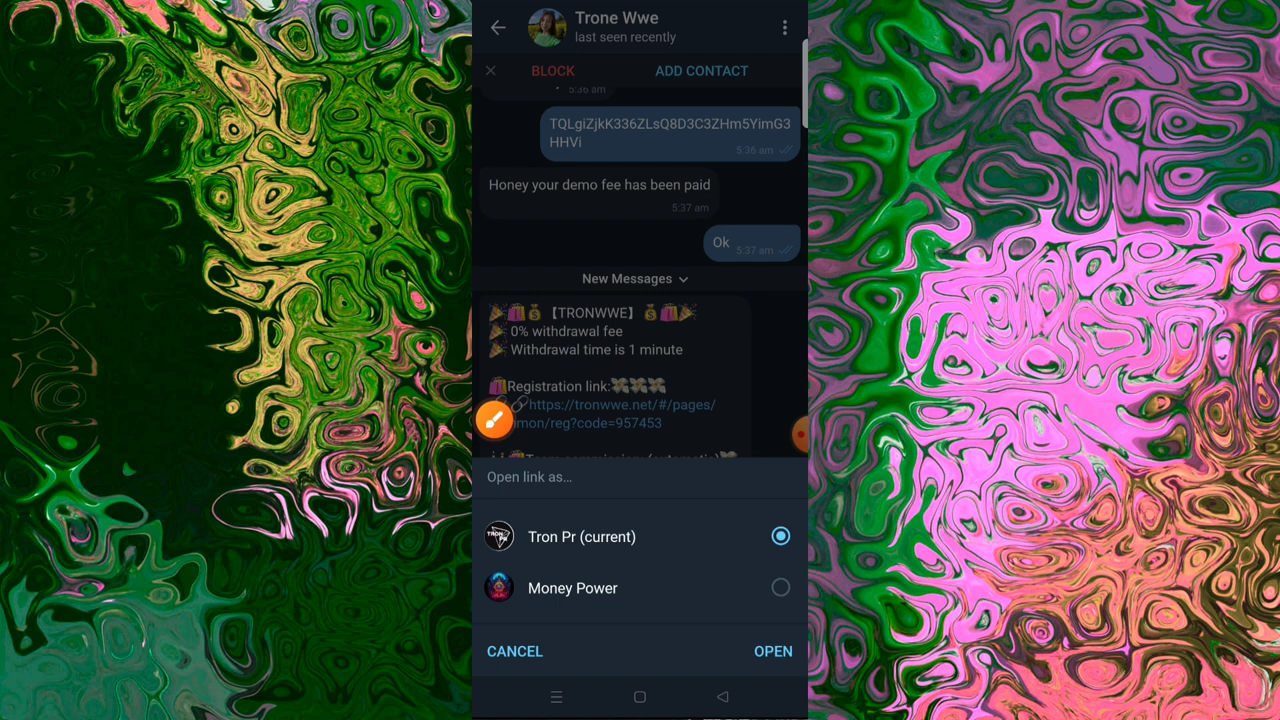 Trone Wwe
last seen recently
BLOCK
ADD CONTACT
5:36 am
TQLgiZjkK336ZLsQ8D3C3ZHm5YimG3
HHVi
5:36 am
Honey your demo fee has been paid
5:37 am
Ok
5:37 am
New Messages
🎉🛍💰【TRONWWE】💰🛍🎉
🎉 0% withdrawal fee
🎉 Withdrawal time is 1 minute
🛍Registration link:💸💸💸
https://tronwwe.net/#/pages/
mon/reg?code=957453
Open link as…
Tron Pr (current)
Money Power
CANCEL
OPEN